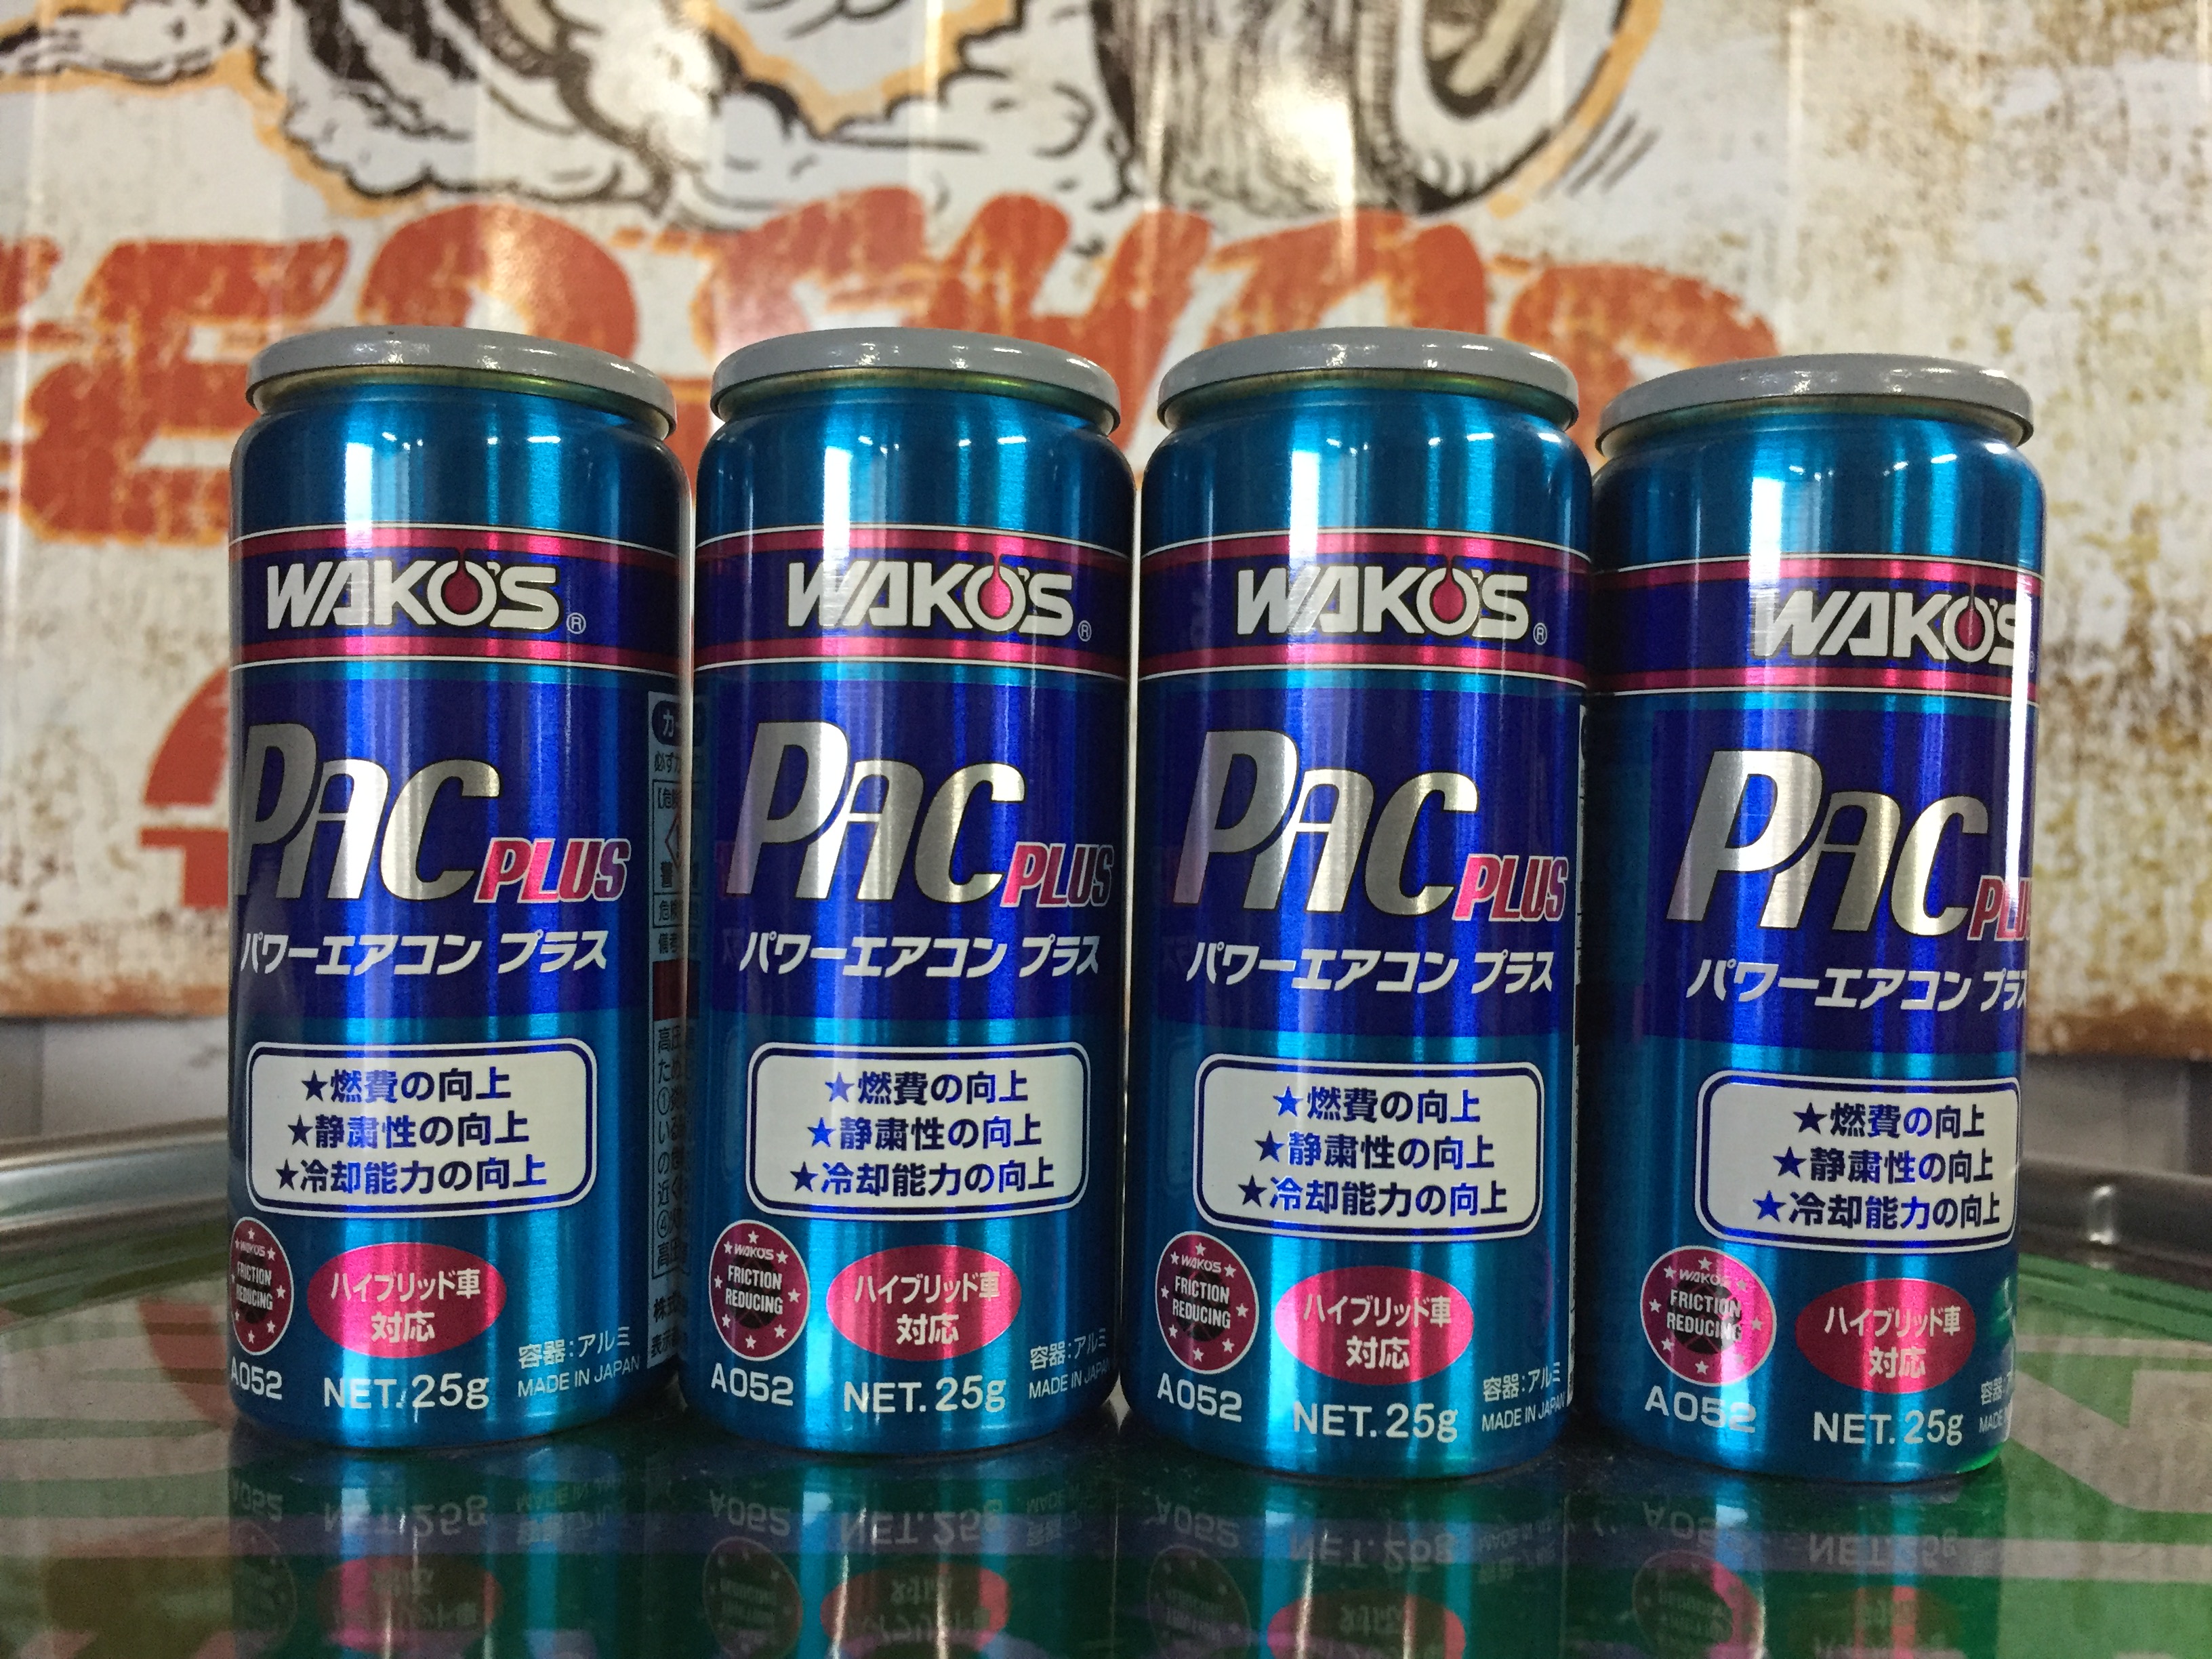 WAKO'S®
PAC PLUS
パワーエアコン プラス
★燃費の向上
★静粛性の向上
★冷却能力の向上
WAKO'S
FRICTION
REDUCING
ハイブリッド車
対応
A052
NET. 25g
容器：アルミ
MADE IN JAPAN
WAKO'S®
PAC PLUS
パワーエアコン プラス
★燃費の向上
★静粛性の向上
★冷却能力の向上
WAKO'S
FRICTION
REDUCING
ハイブリッド車
対応
A052
NET. 25g
容器：アルミ
MADE IN JAPAN
WAKO'S®
PAC PLUS
パワーエアコン プラス
★燃費の向上
★静粛性の向上
★冷却能力の向上
WAKO'S
FRICTION
REDUCING
ハイブリッド車
対応
A052
NET. 25g
容器：アルミ
MADE IN JAPAN
WAKO'S
PAC PLUS
パワーエアコン プラス
★燃費の向上
★静粛性の向上
★冷却能力の向上
WAKO'S
FRICTION
REDUCING
ハイブリッド車
対応
A052
NET. 25g
容器：